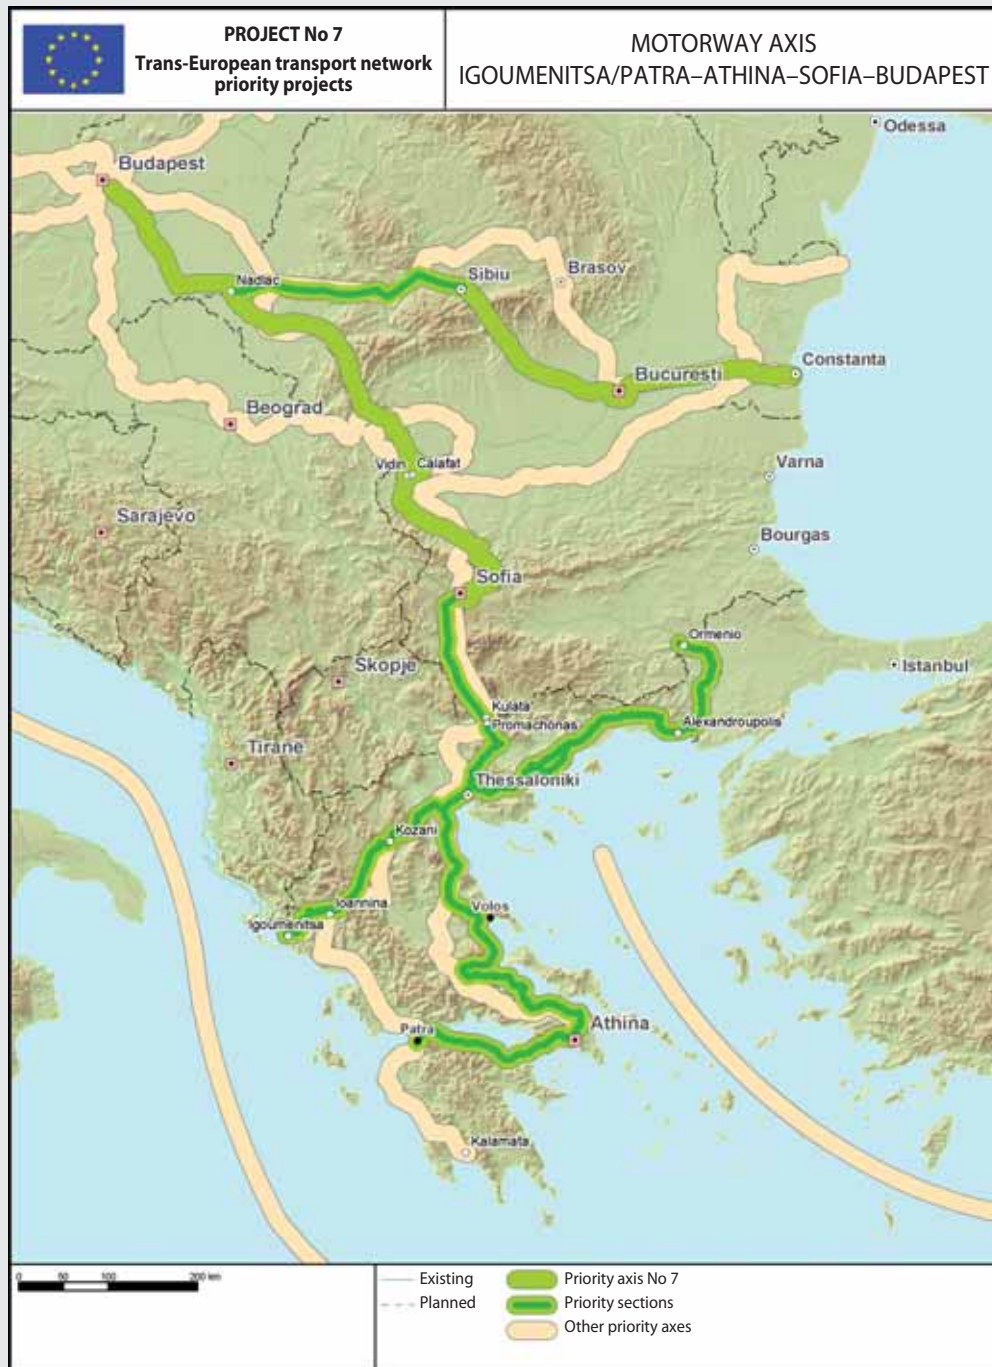 PROJECT No 7
Trans-European transport network
priority projects
MOTORWAY AXIS
IGOUMENITSA/PATRA–ATHINA–SOFIA–BUDAPEST
Odessa
Budapest
Nadlac
Sibiu
Brasov
Constanta
Bucuresti
Beograd
Vidin
Calafat
Varna
Sarajevo
Bourgas
Sofia
Ormenio
Istanbul
Skopje
Kulata
Promachonas
Alexandroupolis
Tirane
Thessaloniki
Kozani
Ioannina
Volos
Igoumenitsa
Athina
Patra
Kalamata
0 50 100 200 km
Existing
Planned
Priority axis No 7
Priority sections
Other priority axes